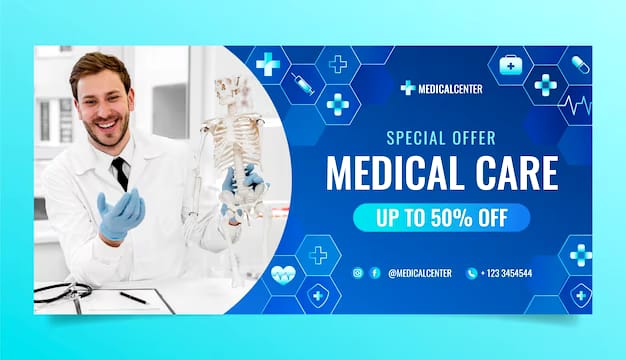 MEDICALCENTER
SPECIAL OFFER
MEDICAL CARE
UP TO 50% OFF
@MEDICALCENTER
+ 123 3454544